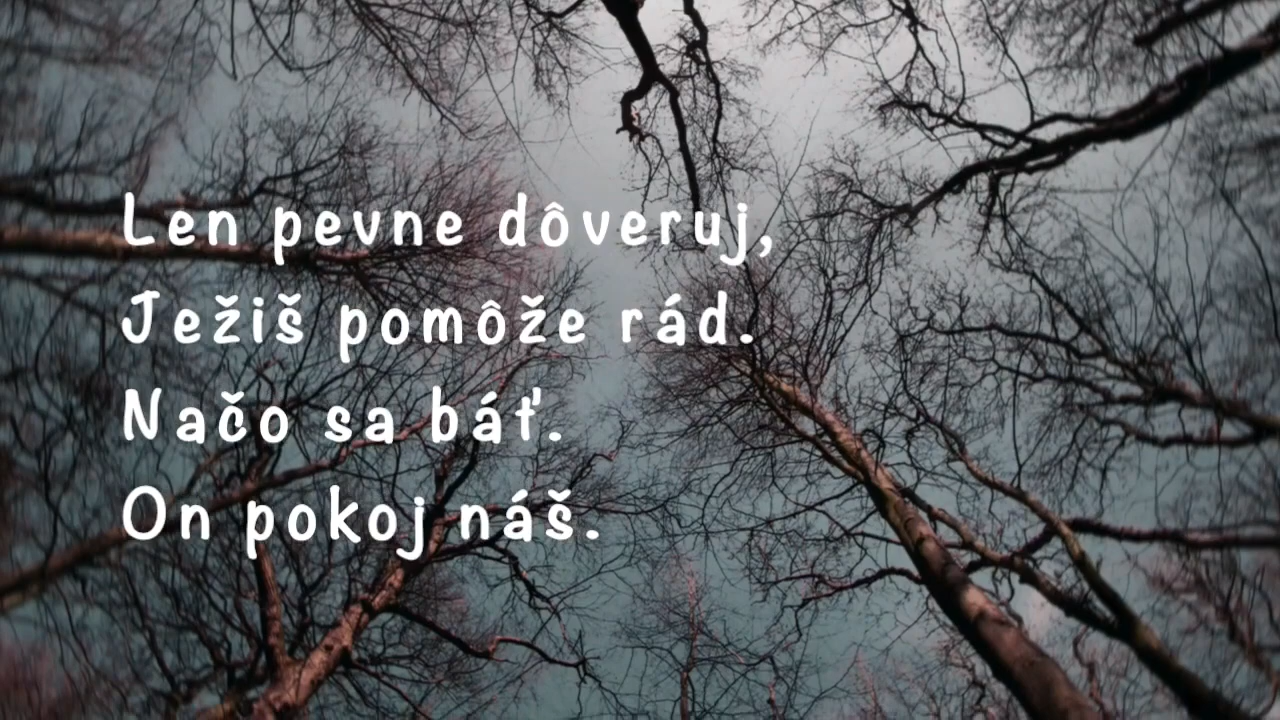 Len pevne dôveruj,
Ježiš pomôže rád.
Načo sa báť.
On pokoj náš.